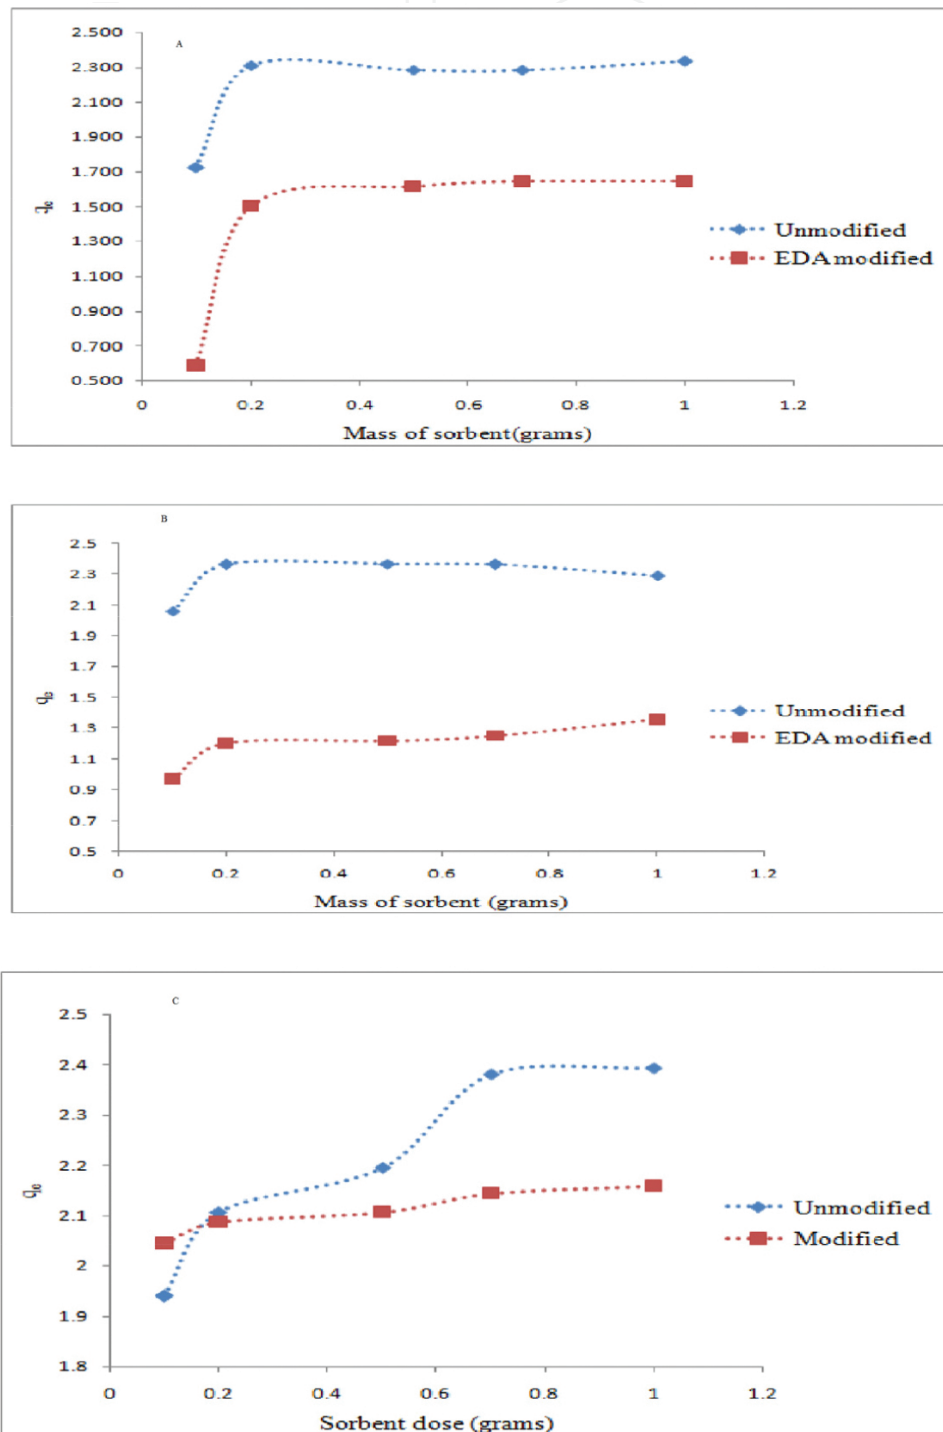 A
2.500
2.300
2.100
1.900
1.700
1.500
1.300
1.100
0.900
0.700
0.500
qe
Unmodified
EDA modified
0 0.2 0.4 0.6 0.8 1 1.2
Mass of sorbent(grams)
B
2.5
2.3
2.1
1.9
1.7
1.5
1.3
1.1
0.9
0.7
0.5
qe
Unmodified
EDA modified
0 0.2 0.4 0.6 0.8 1 1.2
Mass of sorbent (grams)
C
2.5
2.4
2.3
2.2
2.1
2
1.9
1.8
qe
Unmodified
Modified
0 0.2 0.4 0.6 0.8 1 1.2
Sorbent dose (grams)